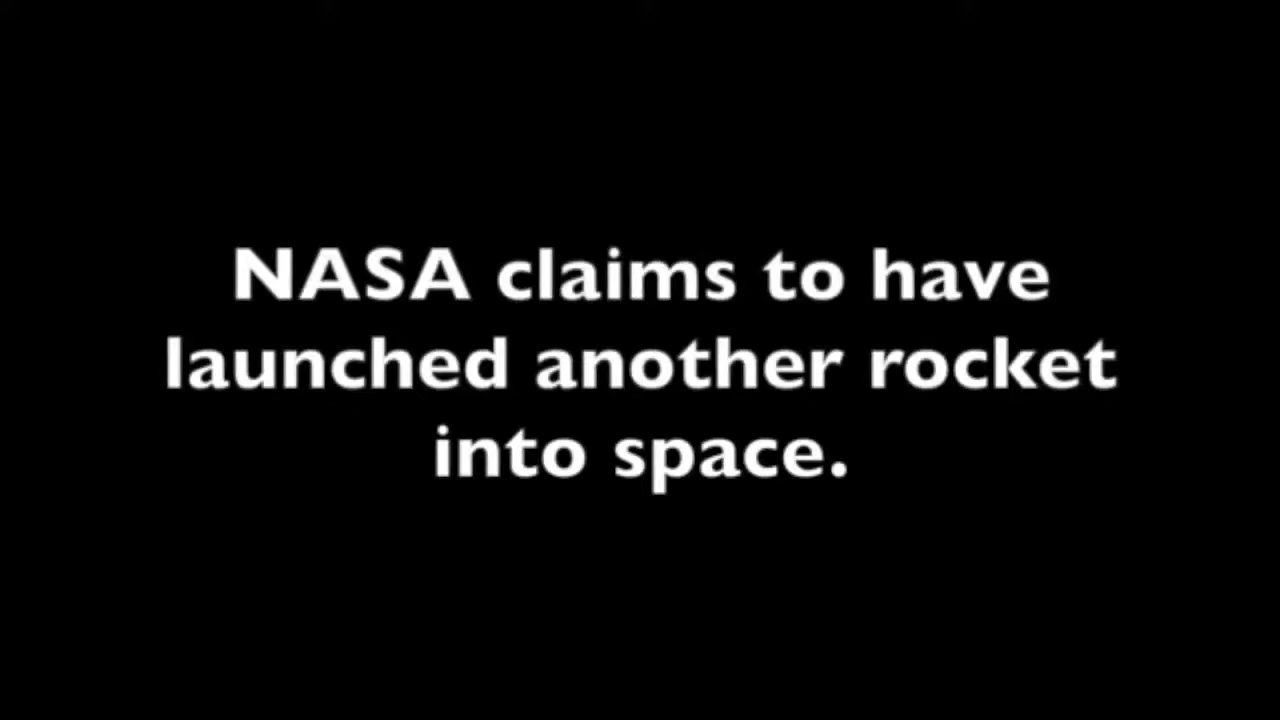 NASA claims to have
launched another rocket
into space.